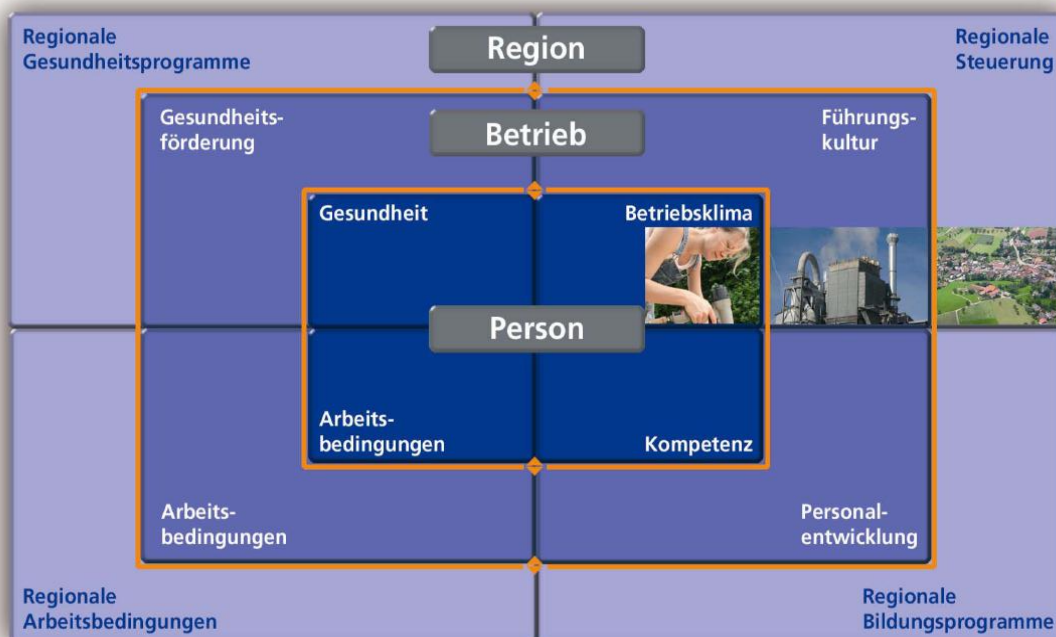 Regionale
Gesundheitsprogramme
Region
Regionale
Steuerung
Gesundheits-
förderung
Betrieb
Führungs-
kultur
Gesundheit
Betriebsklima
Person
Arbeits-
bedingungen
Kompetenz
Arbeits-
bedingungen
Personal-
entwicklung
Regionale
Arbeitsbedingungen
Regionale
Bildungsprogramme